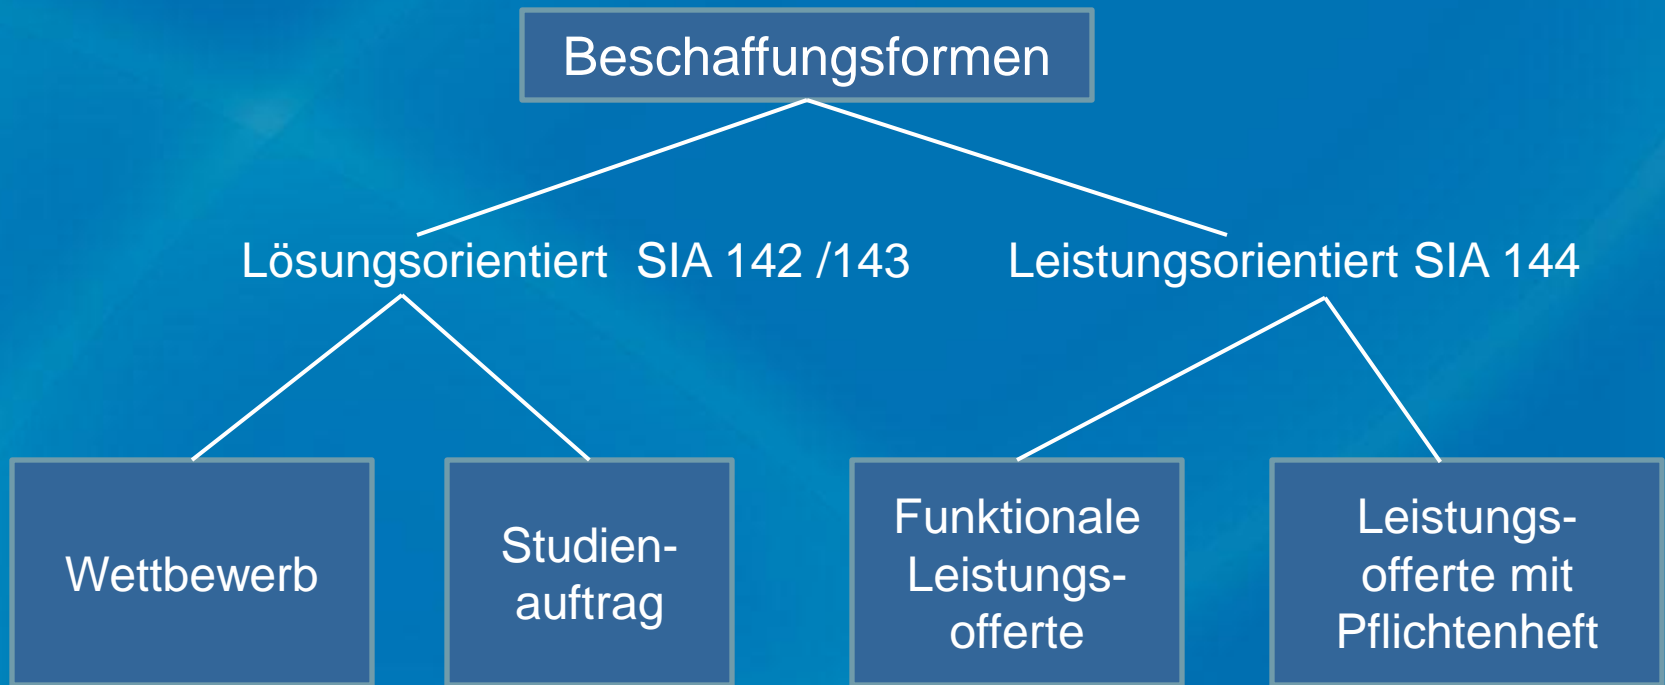 Beschaffungsformen
Lösungsorientiert  SIA 142 /143
Leistungsorientiert SIA 144
Wettbewerb
Studien-
auftrag
Funktionale
Leistungs-
offerte
Leistungs-
offerte mit
Pflichtenheft